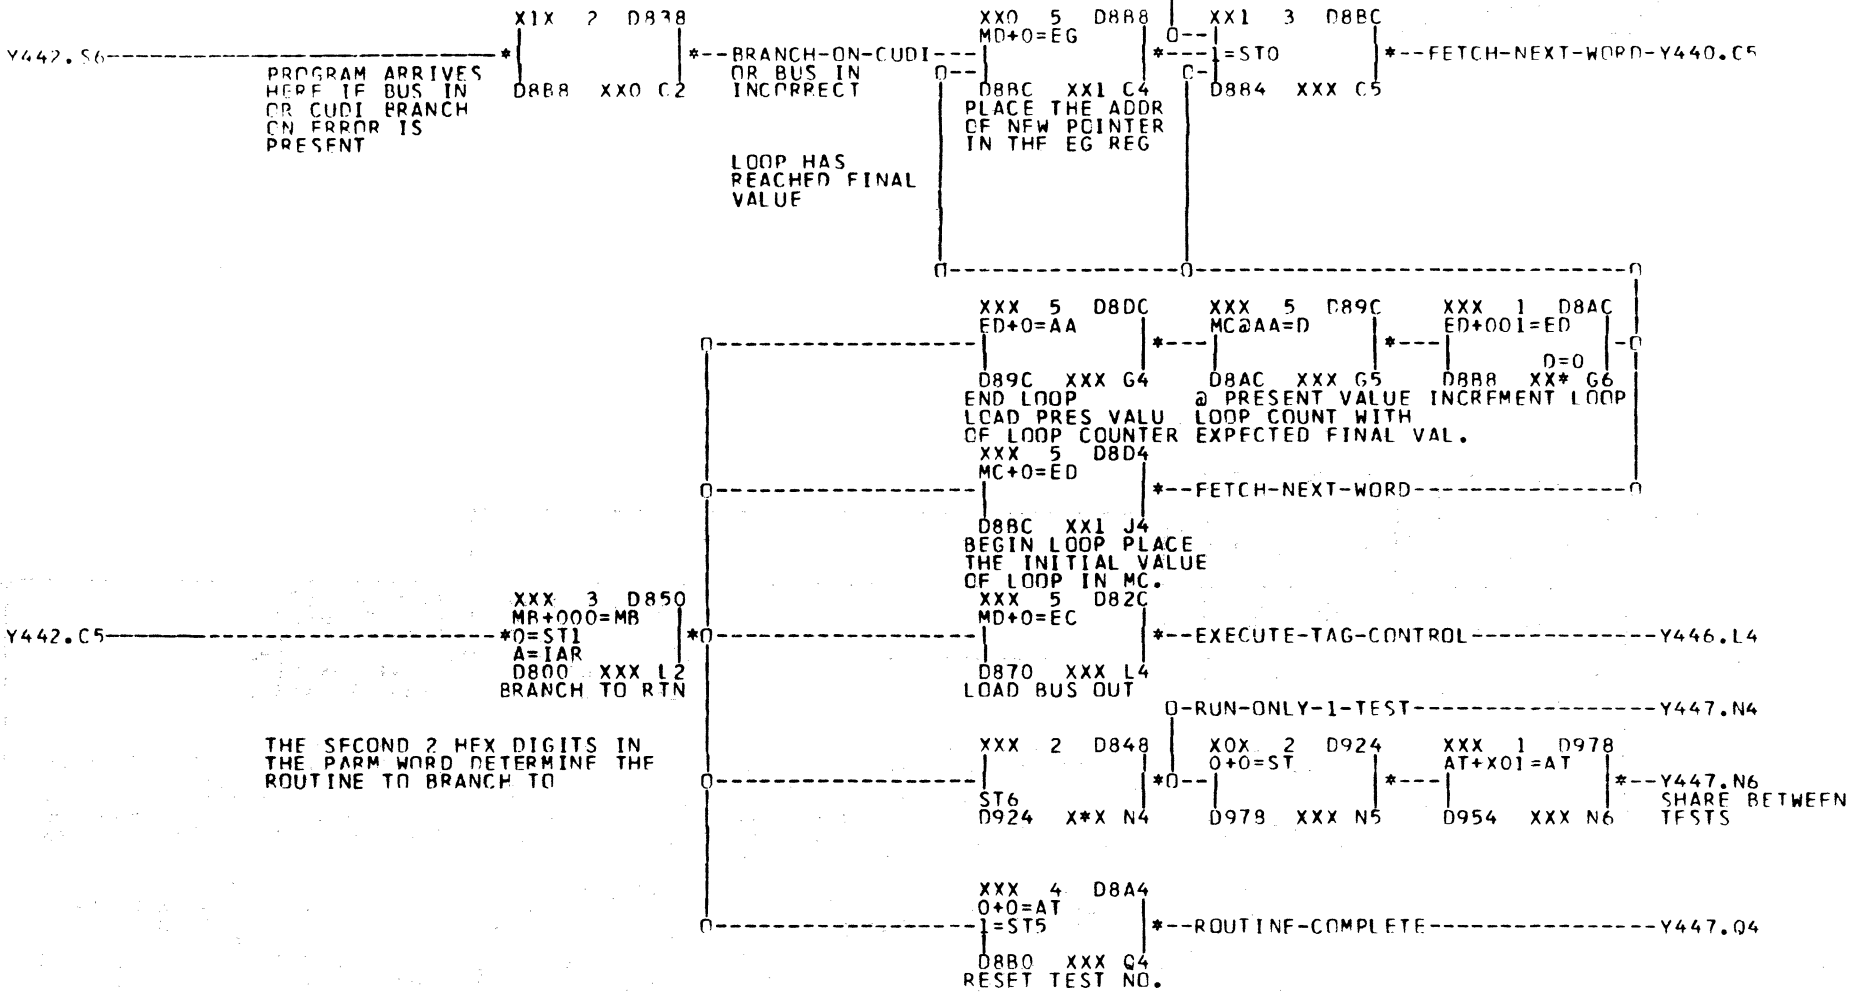 X1X 2 D838
XX0 5 D8B8
XX1 3 D8BC
MD+0=EG
Y442.S6
BRANCH-ON-CUDI
1=ST0
FETCH-NEXT-WORD-Y440.C5
PROGRAM ARRIVES
HERE IF BUS IN
OR CUDI BRANCH
ON ERROR IS
PRESENT
D8B8 XX0 C2
OR BUS IN
INCORRECT
D8BC XX1 C4
D884 XXX C5
PLACE THE ADDR
OF NEW POINTER
IN THE EG REG
LOOP HAS
REACHED FINAL
VALUE
XXX 5 D8DC
XXX 5 D89C
XXX 1 D8AC
ED+0=AA
MC@AA=D
ED+001=ED
D=0
D89C XXX G4
D8AC XXX G5
D8B8 XX* G6
END LOOP
LOAD PRES VALU
OF LOOP COUNTER
@ PRESENT VALUE
LOOP COUNT WITH
EXPECTED FINAL VAL.
INCREMENT LOOP
XXX 5 D8D4
MC+0=ED
FETCH-NEXT-WORD
D8BC XX1 J4
BEGIN LOOP PLACE
THE INITIAL VALUE
OF LOOP IN MC.
XXX 3 D850
MB+000=MB
XXX 5 D82C
MD+0=EC
Y442.C5
*0=ST1
A=IAR
EXECUTE-TAG-CONTROL
Y446.L4
D800 XXX L2
BRANCH TO RTN
D870 XXX L4
LOAD BUS OUT
RUN-ONLY-1-TEST
Y447.N4
THE SECOND 2 HEX DIGITS IN
THE PARM WORD DETERMINE THE
ROUTINE TO BRANCH TO
XXX 2 D848
X0X 2 D924
XXX 1 D978
0+0=ST
AT+X01=AT
ST6
Y447.N6
D924 X*X N4
D978 XXX N5
D954 XXX N6
SHARE BETWEEN
TESTS
XXX 4 D8A4
0+0=AT
1=ST5
ROUTINE-COMPLETE
Y447.Q4
D8B0 XXX Q4
RESET TEST NO.